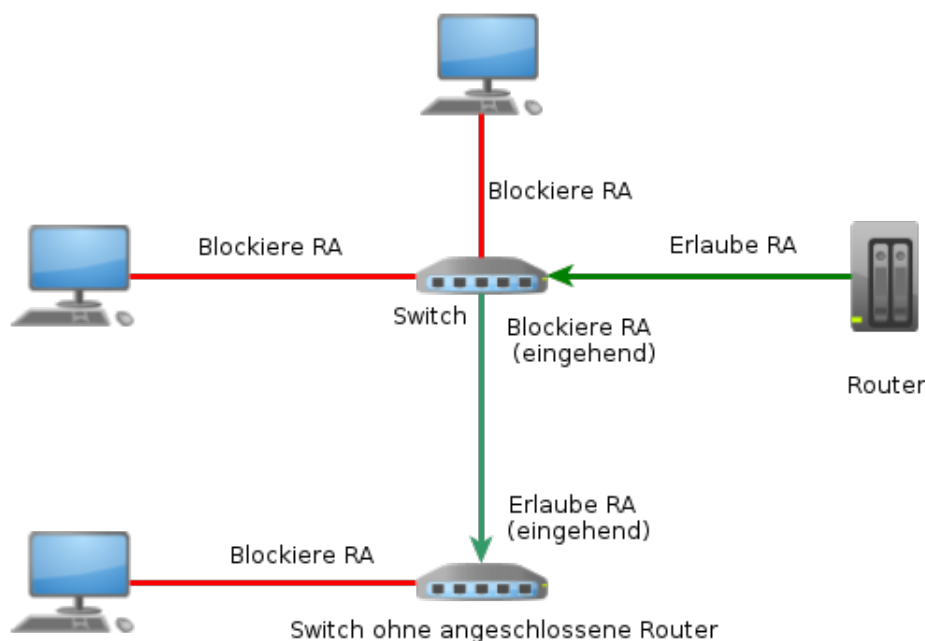 Blockiere RA
Blockiere RA
Erlaube RA
Switch
Blockiere RA
(eingehend)
Router
Erlaube RA
(eingehend)
Blockiere RA
Switch ohne angeschlossene Router